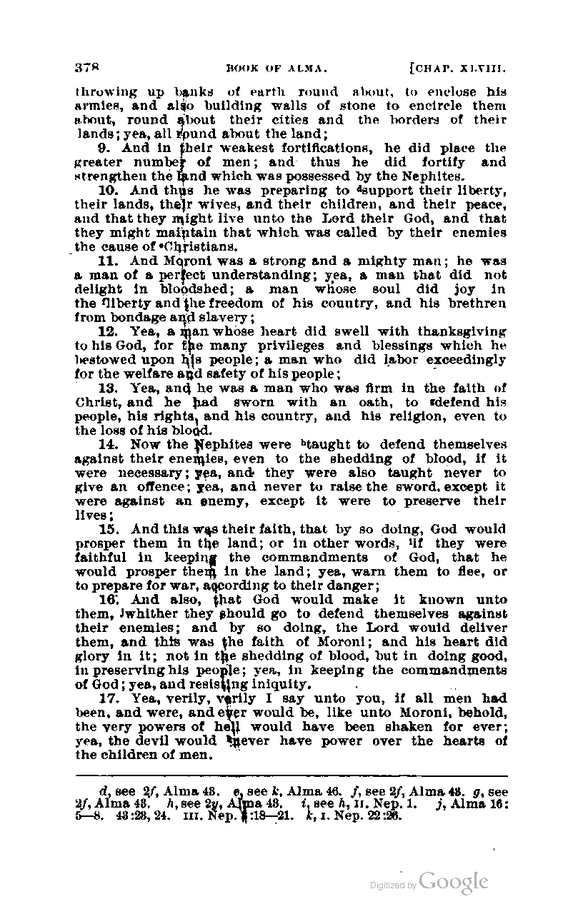 378 BOOK OF ALMA. [CHAP. XLVIII.
throwing up banks of earth round about, to enclose his
armies, and also building walls of stone to encircle them
about, round about their cities and the borders of their
lands; yea, all round about the land;
9. And in their weakest fortifications, he did place the
greater number of men; and thus he did fortify and
strengthen the land which was possessed by the Nephites.
10. And thus he was preparing to ᵈsupport their liberty,
their lands, their wives, and their children, and their peace,
and that they might live unto the Lord their God, and that
they might maintain that which was called by their enemies
the cause of ᵉChristians.
11. And Moroni was a strong and a mighty man; he was
a man of a perfect understanding; yea, a man that did not
delight in bloodshed; a man whose soul did joy in
the ᶠliberty and the freedom of his country, and his brethren
from bondage and slavery;
12. Yea, a man whose heart did swell with thanksgiving
to his God, for the many privileges and blessings which he
bestowed upon his people; a man who did labor exceedingly
for the welfare and safety of his people;
13. Yea, and he was a man who was firm in the faith of
Christ, and he had sworn with an oath, to ᵍdefend his
people, his rights, and his country, and his religion, even to
the loss of his blood.
14. Now the Nephites were ʰtaught to defend themselves
against their enemies, even to the shedding of blood, if it
were necessary; yea, and they were also taught never to
give an offence; yea, and never to raise the sword, except it
were against an enemy, except it were to preserve their
lives;
15. And this was their faith, that by so doing, God would
prosper them in the land; or in other words, ⁱif they were
faithful in keeping the commandments of God, that he
would prosper them in the land; yea, warn them to flee, or
to prepare for war, according to their danger;
16. And also, that God would make it known unto
them, ʲwhither they should go to defend themselves against
their enemies; and by so doing, the Lord would deliver
them, and this was the faith of Moroni; and his heart did
glory in it; not in the shedding of blood, but in doing good,
in preserving his people; yea, in keeping the commandments
of God; yea, and resisting iniquity.
17. Yea, verily, verily I say unto you, if all men had
been, and were, and ever would be, like unto Moroni, behold,
the very powers of hell would have been shaken for ever;
yea, the devil would ᵏnever have power over the hearts of
the children of men.
d, see 2f, Alma 43. e, see k, Alma 46. f, see 2f, Alma 43. g, see
2f, Alma 43. h, see 2g, Alma 43. i, see h, II. Nep. 1. j, Alma 16:
5—8. 43:23, 24. III. Nep. :18—21. k, I. Nep. 22:26.
Digitized by Google